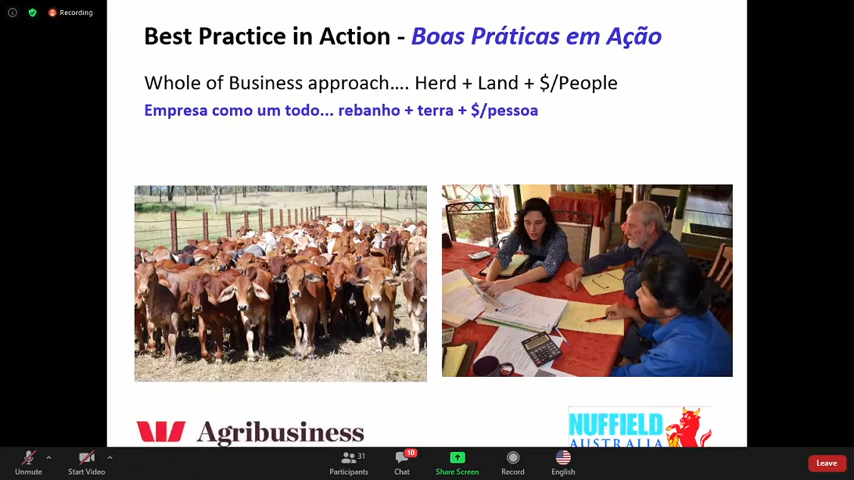 Recording
Best Practice in Action - Boas Práticas em Ação
Whole of Business approach.... Herd + Land + $/People
Empresa como um todo... rebanho + terra + $/pessoa
Agribusiness
NUFFIELD
AUSTRALIA
31
10
Unmute
Start Video
Participants
Chat
Share Screen
Record
English
Leave